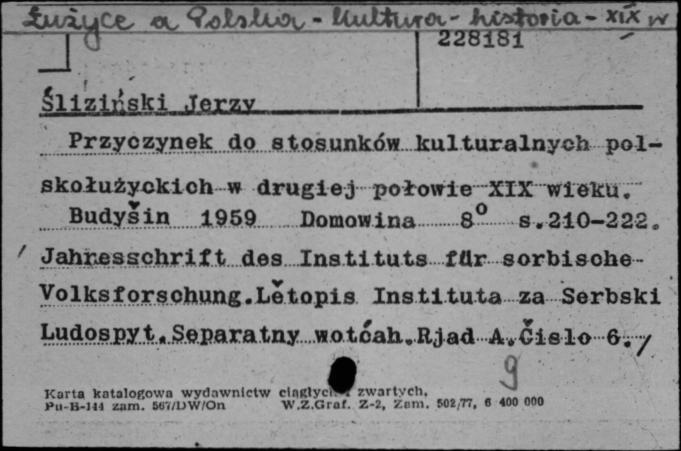 Łużyce a Polska - kultura - historia - XIX w
228181
Śliziński Jerzy
Przyczynek do stosunków kulturalnych pol-
skołużyckich w drugiej połowie XIX wieku.
Budyšin 1959 Domowina 8° s.210-222.
Jahresschrift des Instituts für sorbische
Volksforschung.Lětopis Instituta za Serbski
Ludospyt.Separatny wotćah.Rjad A.Čislo 6./
9
Karta katalogowa wydawnictw ciągłych i zwartych,
Pu-B-144 zam. 567/DW/On W.Z.Graf. Z-2, Zam. 502/77, 6 400 000